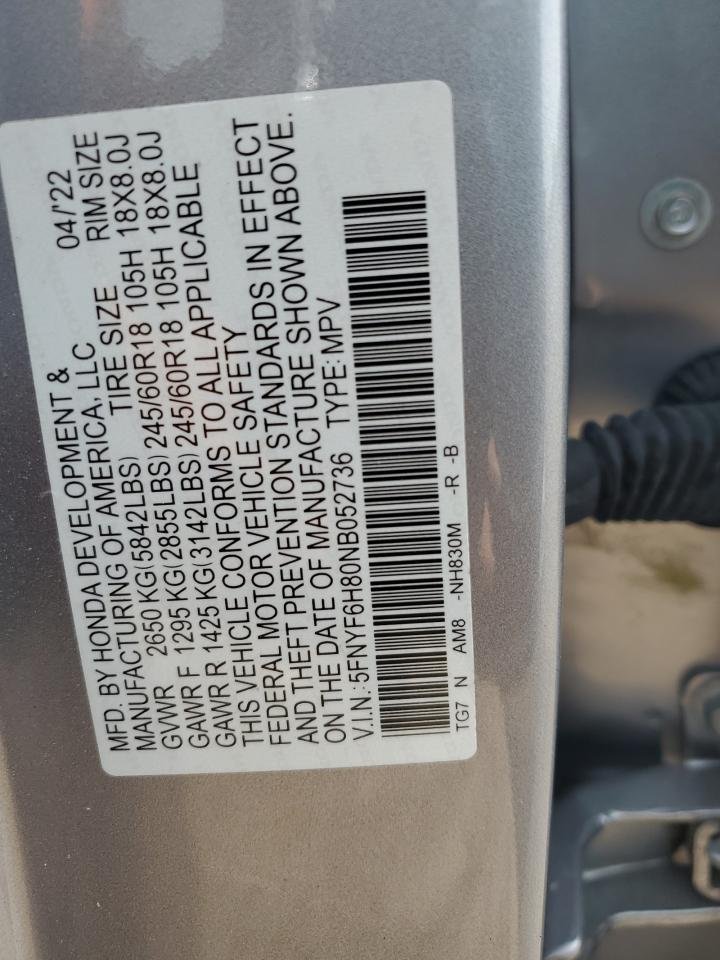 MFD. BY HONDA DEVELOPMENT & 04/'22
MANUFACTURING OF AMERICA, LLC
TIRE SIZE RIM SIZE
GVWR 2650 KG(5842LBS)
GAWR F 1295 KG(2855LBS) 245/60R18 105H 18X8.0J
GAWR R 1425 KG(3142LBS) 245/60R18 105H 18X8.0J
THIS VEHICLE CONFORMS TO ALL APPLICABLE
FEDERAL MOTOR VEHICLE SAFETY
AND THEFT PREVENTION STANDARDS IN EFFECT
ON THE DATE OF MANUFACTURE SHOWN ABOVE.
V.I.N.: 5FNYF6H80NB052736 TYPE: MPV
TG7 N AM8 -NH830M -R -B